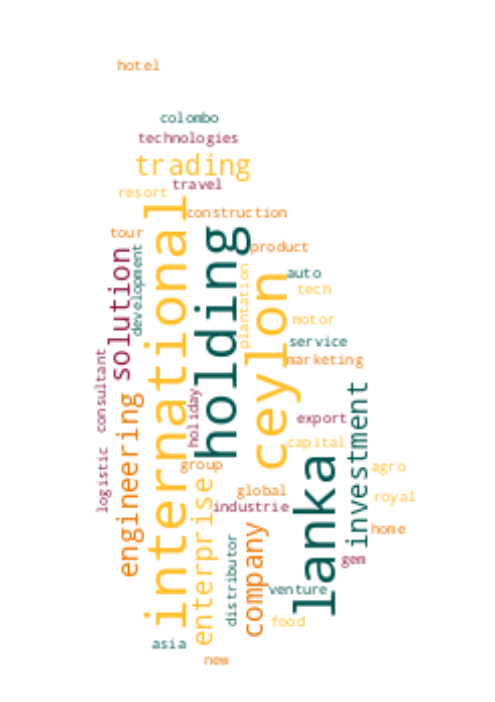 hotel
colombo
technologies
trading
travel
resort
international
construction
tour
holding
product
solution
development
plantation
auto
ceylon
tech
motor
service
marketing
consultant
holiday
investment
engineering
export
capital
logistic
lanka
group
agro
enterprise
global
royal
industrie
company
home
distributor
gem
venture
food
asia
new